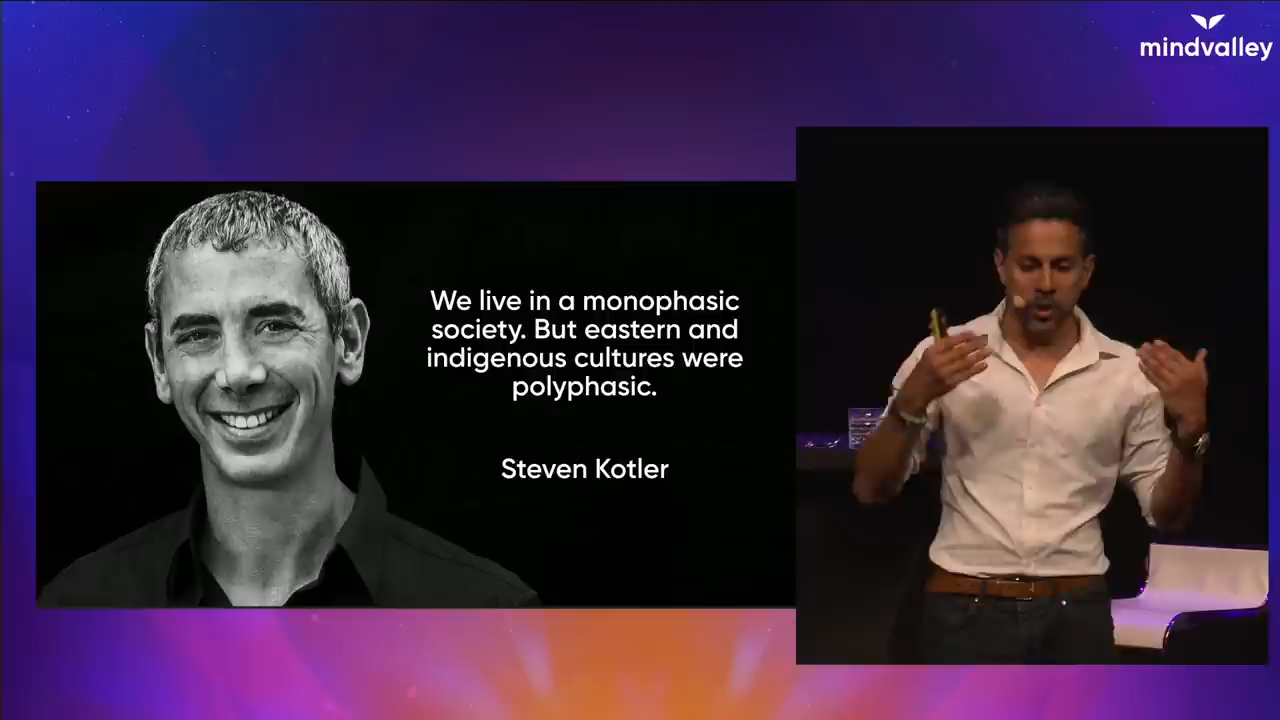 mindvalley
We live in a monophasic
society. But eastern and
indigenous cultures were
polyphasic.
Steven Kotler